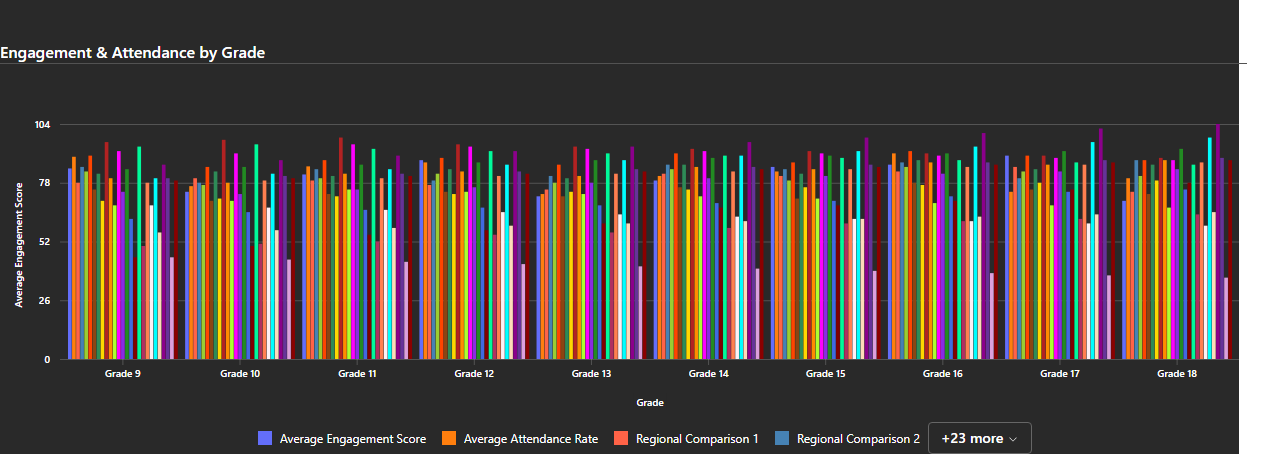 Engagement & Attendance by Grade
104
78
52
26
0
Average Engagement Score
Grade 9 Grade 10 Grade 11 Grade 12 Grade 13 Grade 14 Grade 15 Grade 16 Grade 17 Grade 18
Grade
Average Engagement Score Average Attendance Rate Regional Comparison 1 Regional Comparison 2 +23 more